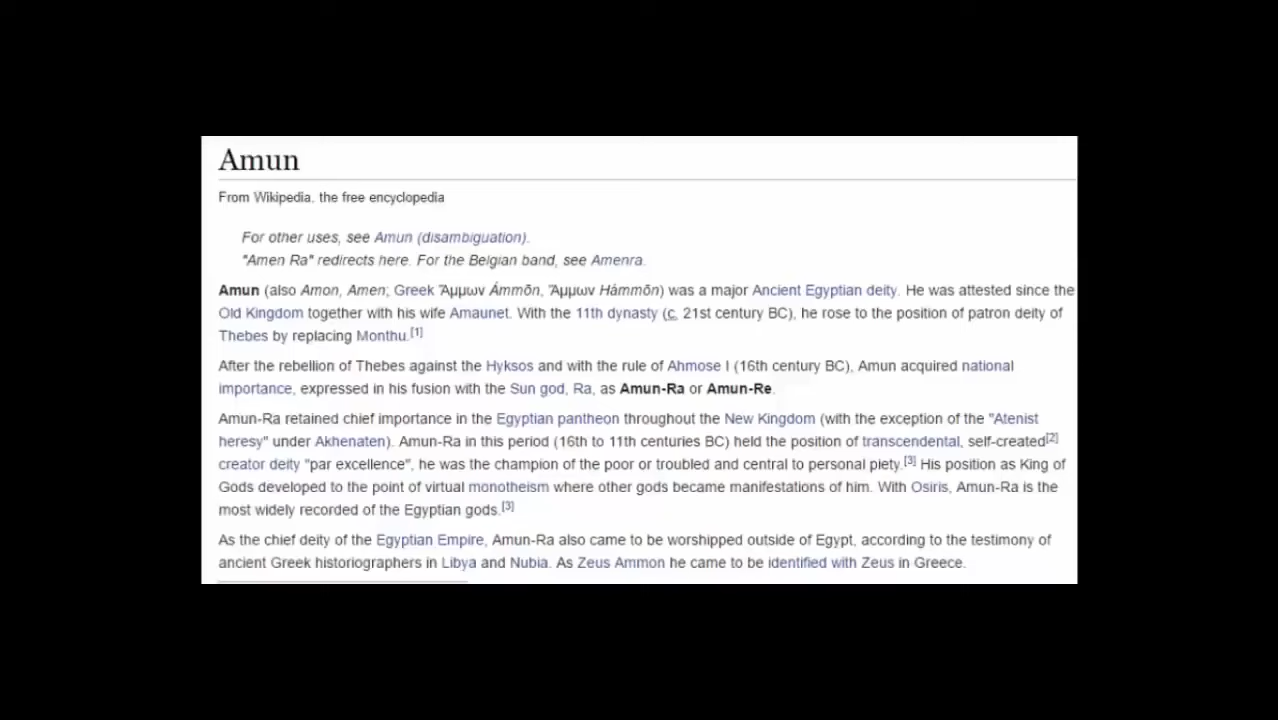 Amun
From Wikipedia, the free encyclopedia
For other uses, see Amun (disambiguation).
"Amen Ra" redirects here. For the Belgian band, see Amenra.
Amun (also Amon, Amen; Greek Ἄμμων Ámmōn, Ἅμμων Hámmōn) was a major Ancient Egyptian deity. He was attested since the
Old Kingdom together with his wife Amaunet. With the 11th dynasty (c. 21st century BC), he rose to the position of patron deity of
Thebes by replacing Monthu.[1]
After the rebellion of Thebes against the Hyksos and with the rule of Ahmose I (16th century BC), Amun acquired national
importance, expressed in his fusion with the Sun god, Ra, as Amun-Ra or Amun-Re.
Amun-Ra retained chief importance in the Egyptian pantheon throughout the New Kingdom (with the exception of the "Atenist
heresy" under Akhenaten). Amun-Ra in this period (16th to 11th centuries BC) held the position of transcendental, self-created[2]
creator deity "par excellence", he was the champion of the poor or troubled and central to personal piety.[3] His position as King of
Gods developed to the point of virtual monotheism where other gods became manifestations of him. With Osiris, Amun-Ra is the
most widely recorded of the Egyptian gods.[3]
As the chief deity of the Egyptian Empire, Amun-Ra also came to be worshipped outside of Egypt, according to the testimony of
ancient Greek historiographers in Libya and Nubia. As Zeus Ammon he came to be identified with Zeus in Greece.